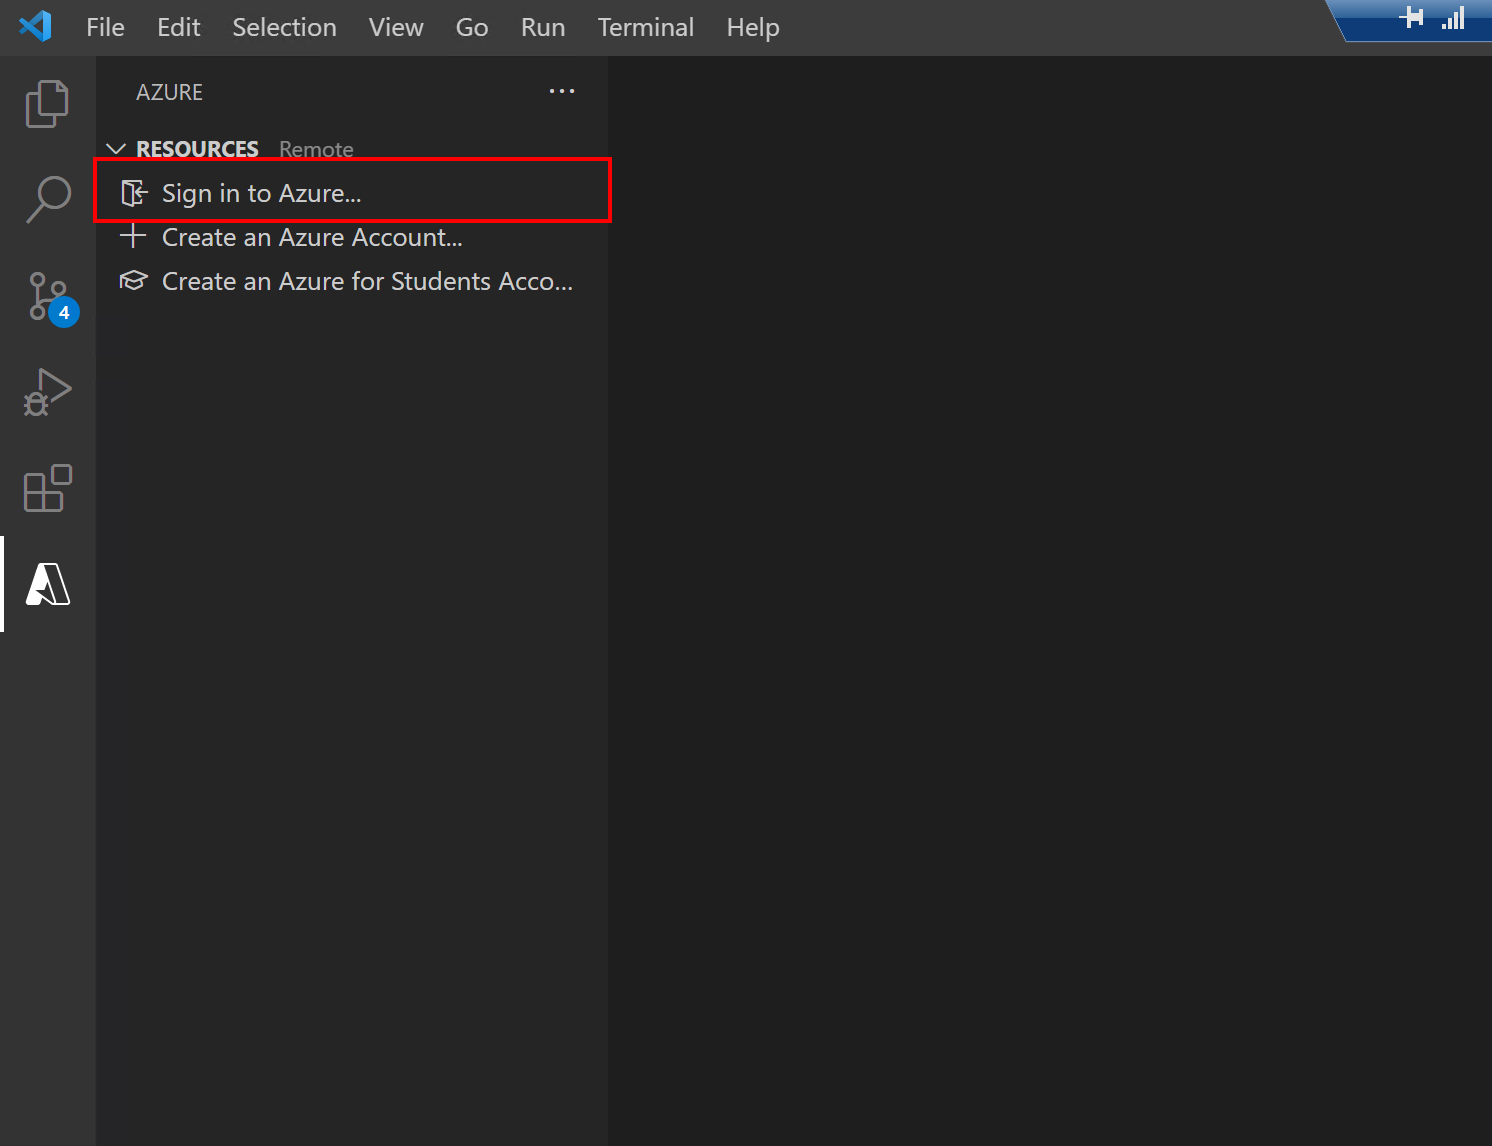 File Edit Selection View Go Run Terminal Help
AZURE
RESOURCES Remote
Sign in to Azure...
Create an Azure Account...
Create an Azure for Students Acco...
4